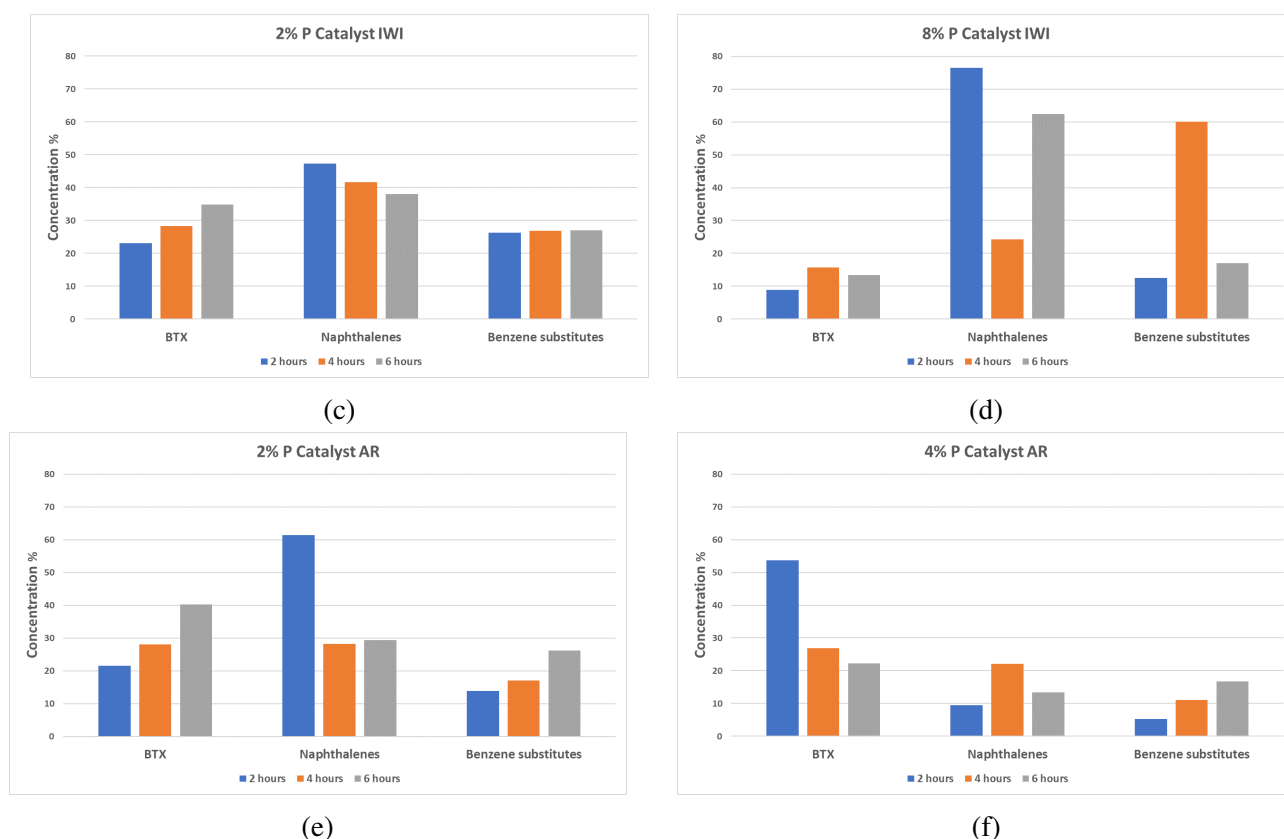 2% P Catalyst IWI
80
70
60
50
40
30
20
10
0
Concentration %
BTX Naphthalenes Benzene substitutes
2 hours 4 hours 6 hours
(c)
8% P Catalyst IWI
80
70
60
50
40
30
20
10
0
Concentration %
BTX Naphthalenes Benzene substitutes
2 hours 4 hours 6 hours
(d)
2% P Catalyst AR
80
70
60
50
40
30
20
10
0
Concentration %
BTX Naphthalenes Benzene substitutes
2 hours 4 hours 6 hours
(e)
4% P Catalyst AR
80
70
60
50
40
30
20
10
0
Concentration %
BTX Naphthalenes Benzene substitutes
2 hours 4 hours 6 hours
(f)